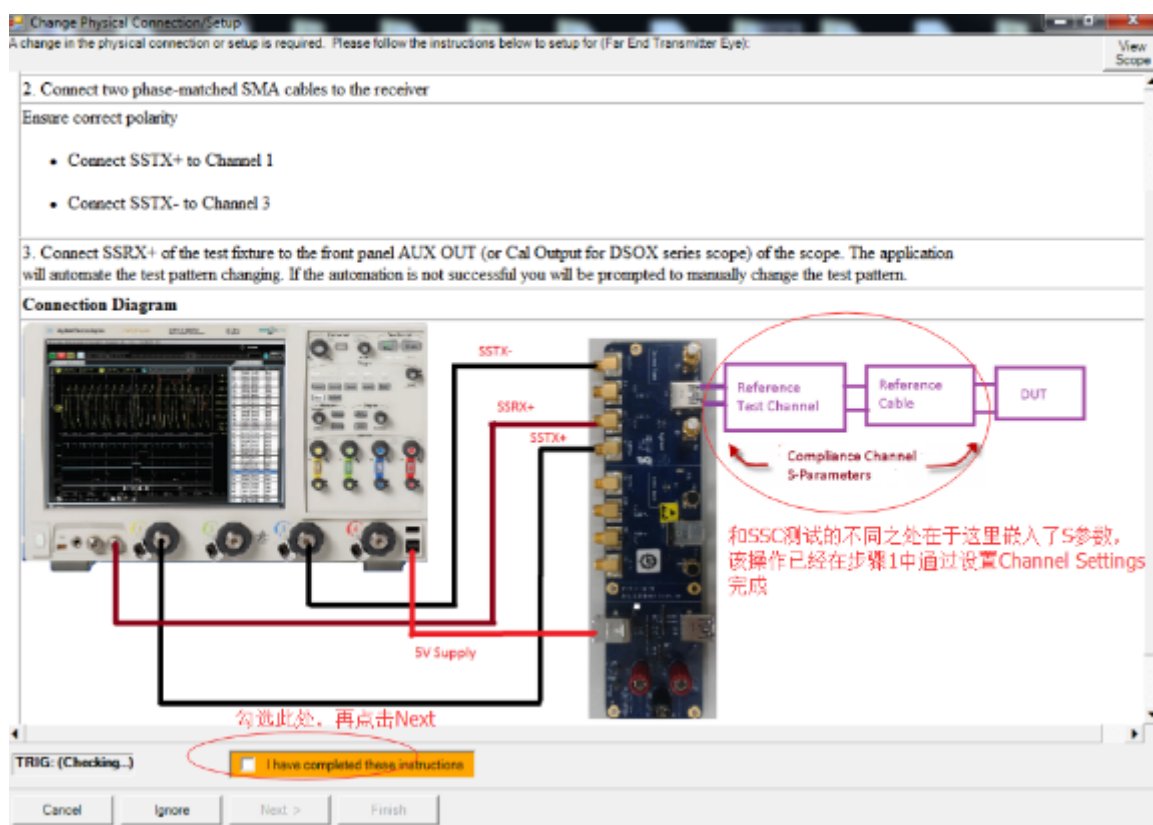 Change Physical Connection/Setup
A change in the physical connection or setup is required. Please follow the instructions below to setup for (Far End Transmitter Eye):
View
Scope
2. Connect two phase-matched SMA cables to the receiver
Ensure correct polarity
• Connect SSTX+ to Channel 1
• Connect SSTX- to Channel 3
3. Connect SSRX+ of the test fixture to the front panel AUX OUT (or Cal Output for DSOX series scope) of the scope. The application
will automate the test pattern changing. If the automation is not successful you will be prompted to manually change the test pattern.
Connection Diagram
SSTX-
SSRX+
SSTX+
Reference
Test Channel
Reference
Cable
DUT
Compliance Channel
S-Parameters
和SSC测试的不同之处在于这里嵌入了S参数，
该操作已经在步骤1中通过设置Channel Settings
完成
5V Supply
勾选此处，再点击Next
TRIG: (Checking...)
I have completed these instructions
Cancel
Ignore
Next >
Finish